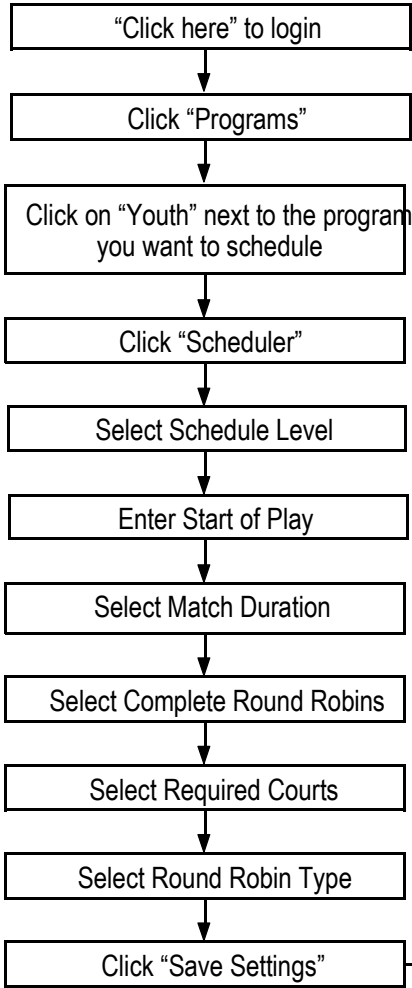 “Click here” to login
Click “Programs”
Click on “Youth” next to the program
you want to schedule
Click “Scheduler”
Select Schedule Level
Enter Start of Play
Select Match Duration
Select Complete Round Robins
Select Required Courts
Select Round Robin Type
Click “Save Settings”